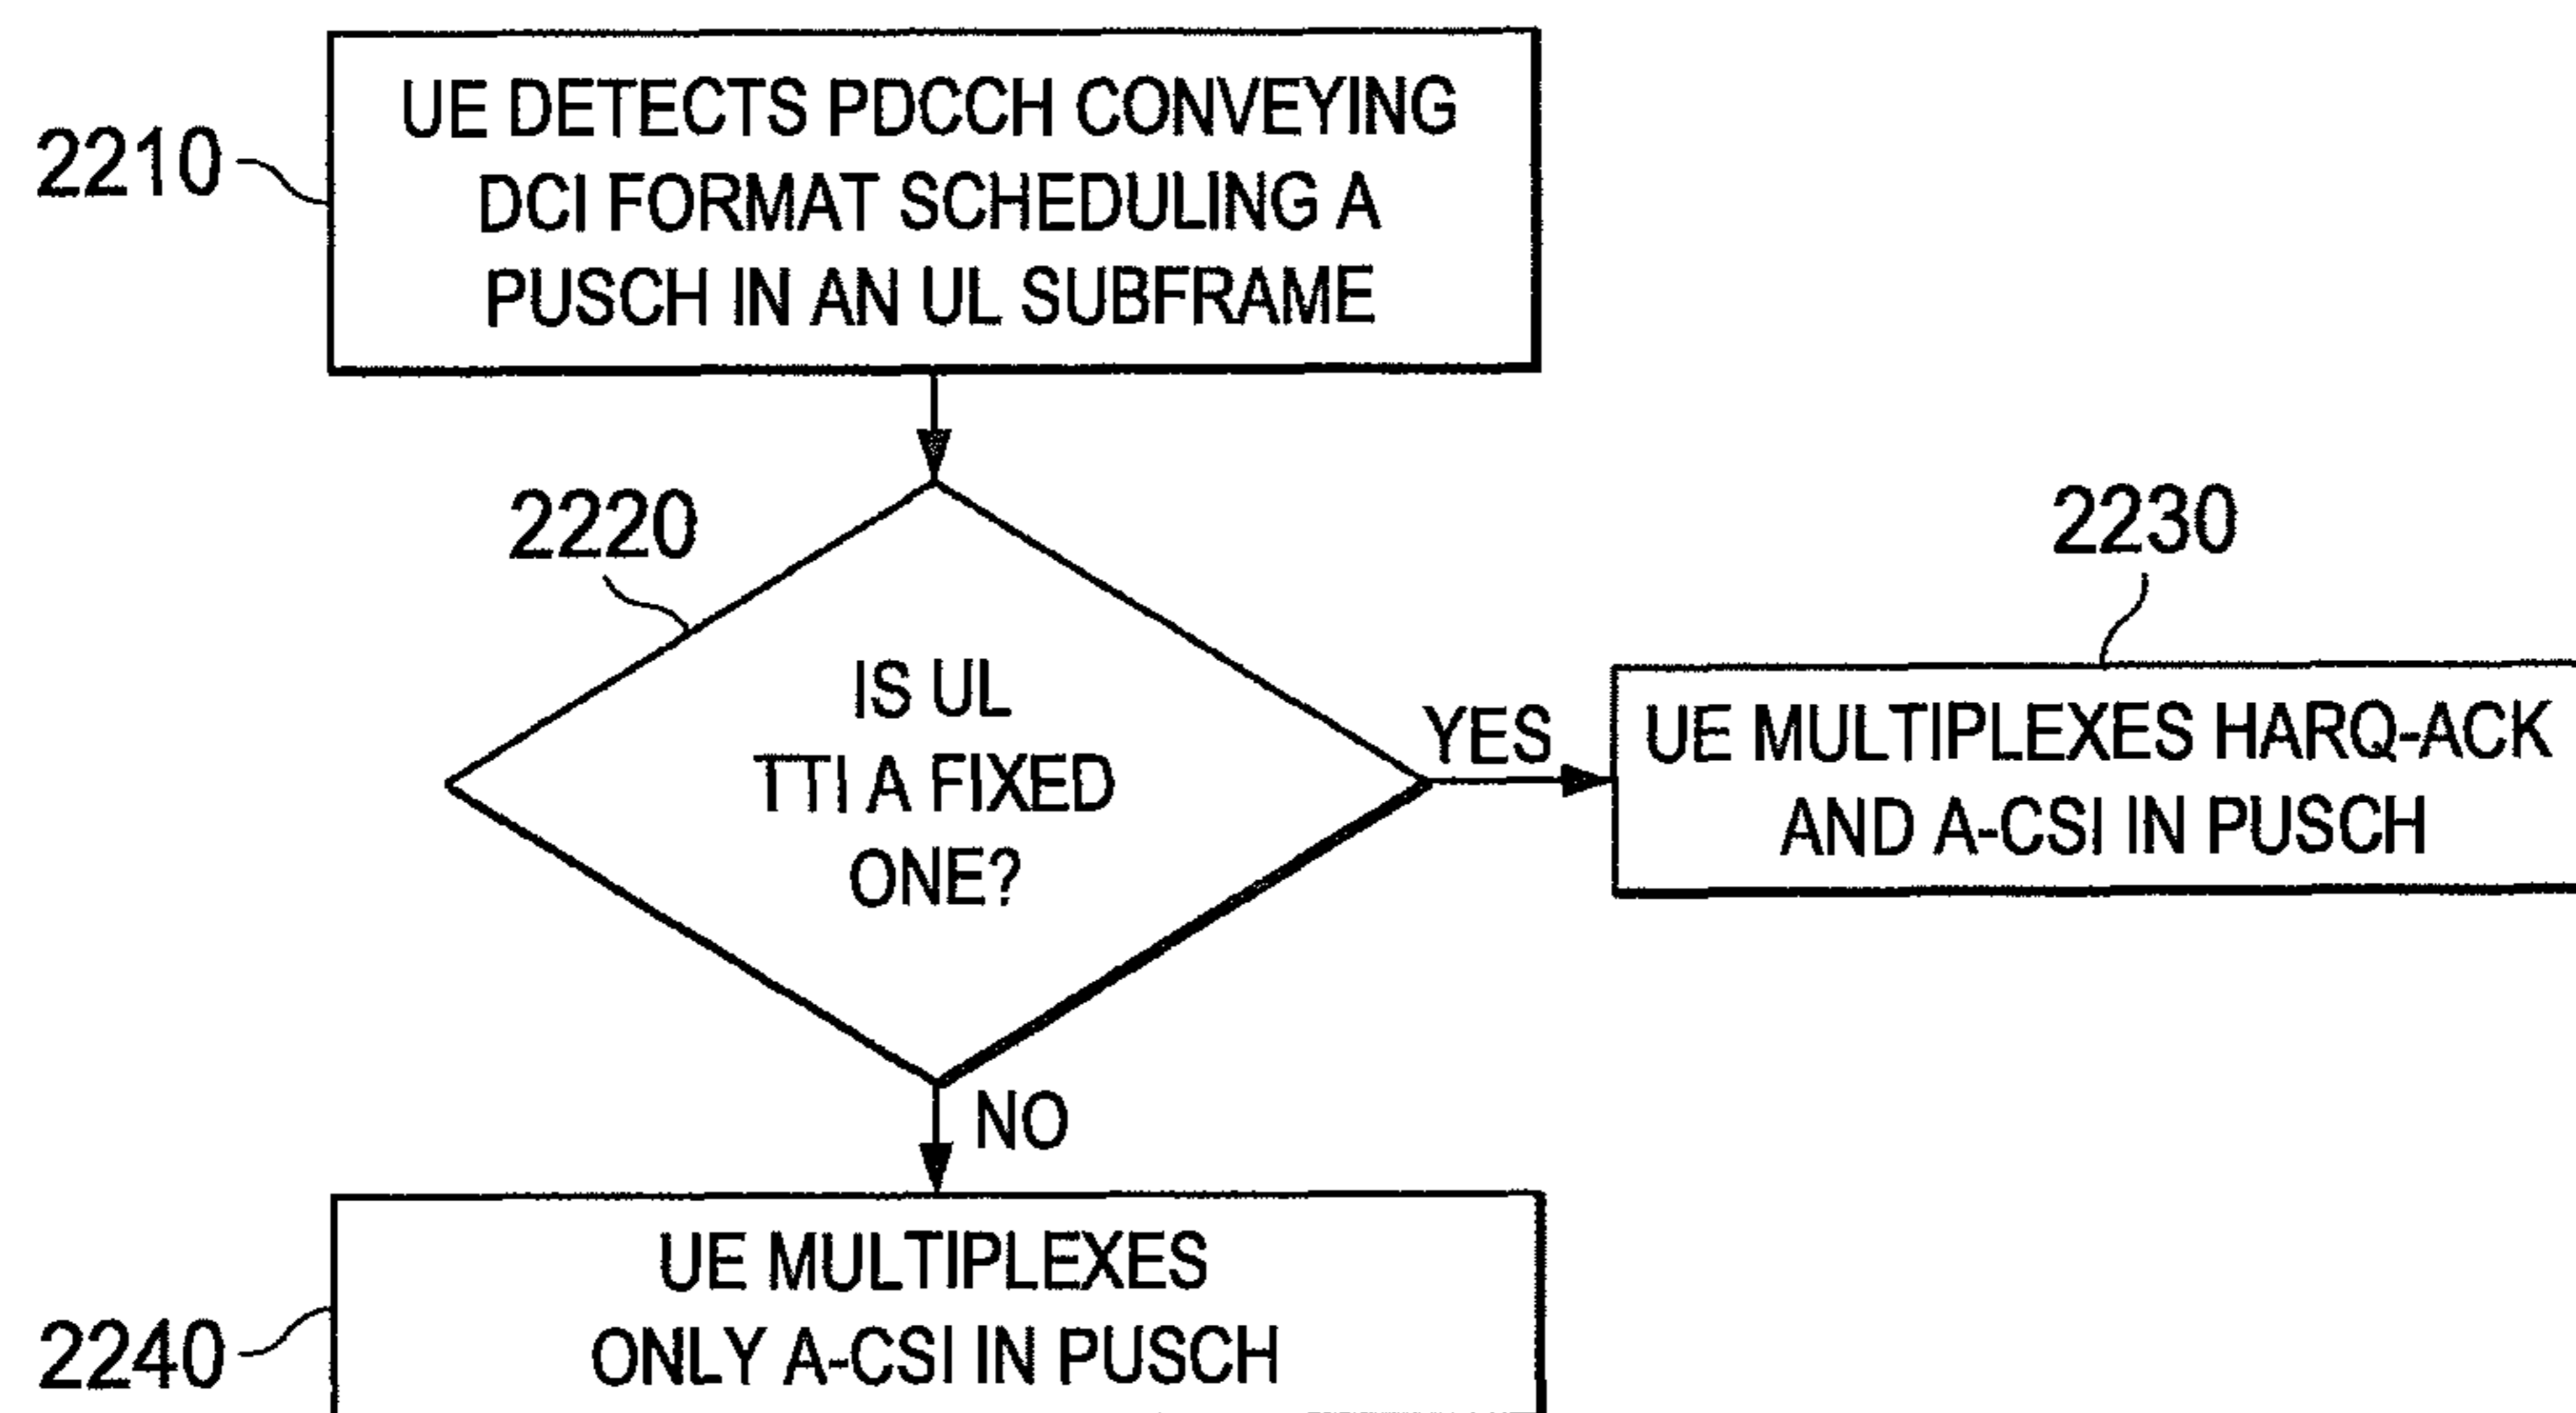 2210
UE DETECTS PDCCH CONVEYING
DCI FORMAT SCHEDULING A
PUSCH IN AN UL SUBFRAME
2220
IS UL
TTI A FIXED
ONE?
YES
2230
UE MULTIPLEXES HARQ-ACK
AND A-CSI IN PUSCH
NO
2240
UE MULTIPLEXES
ONLY A-CSI IN PUSCH